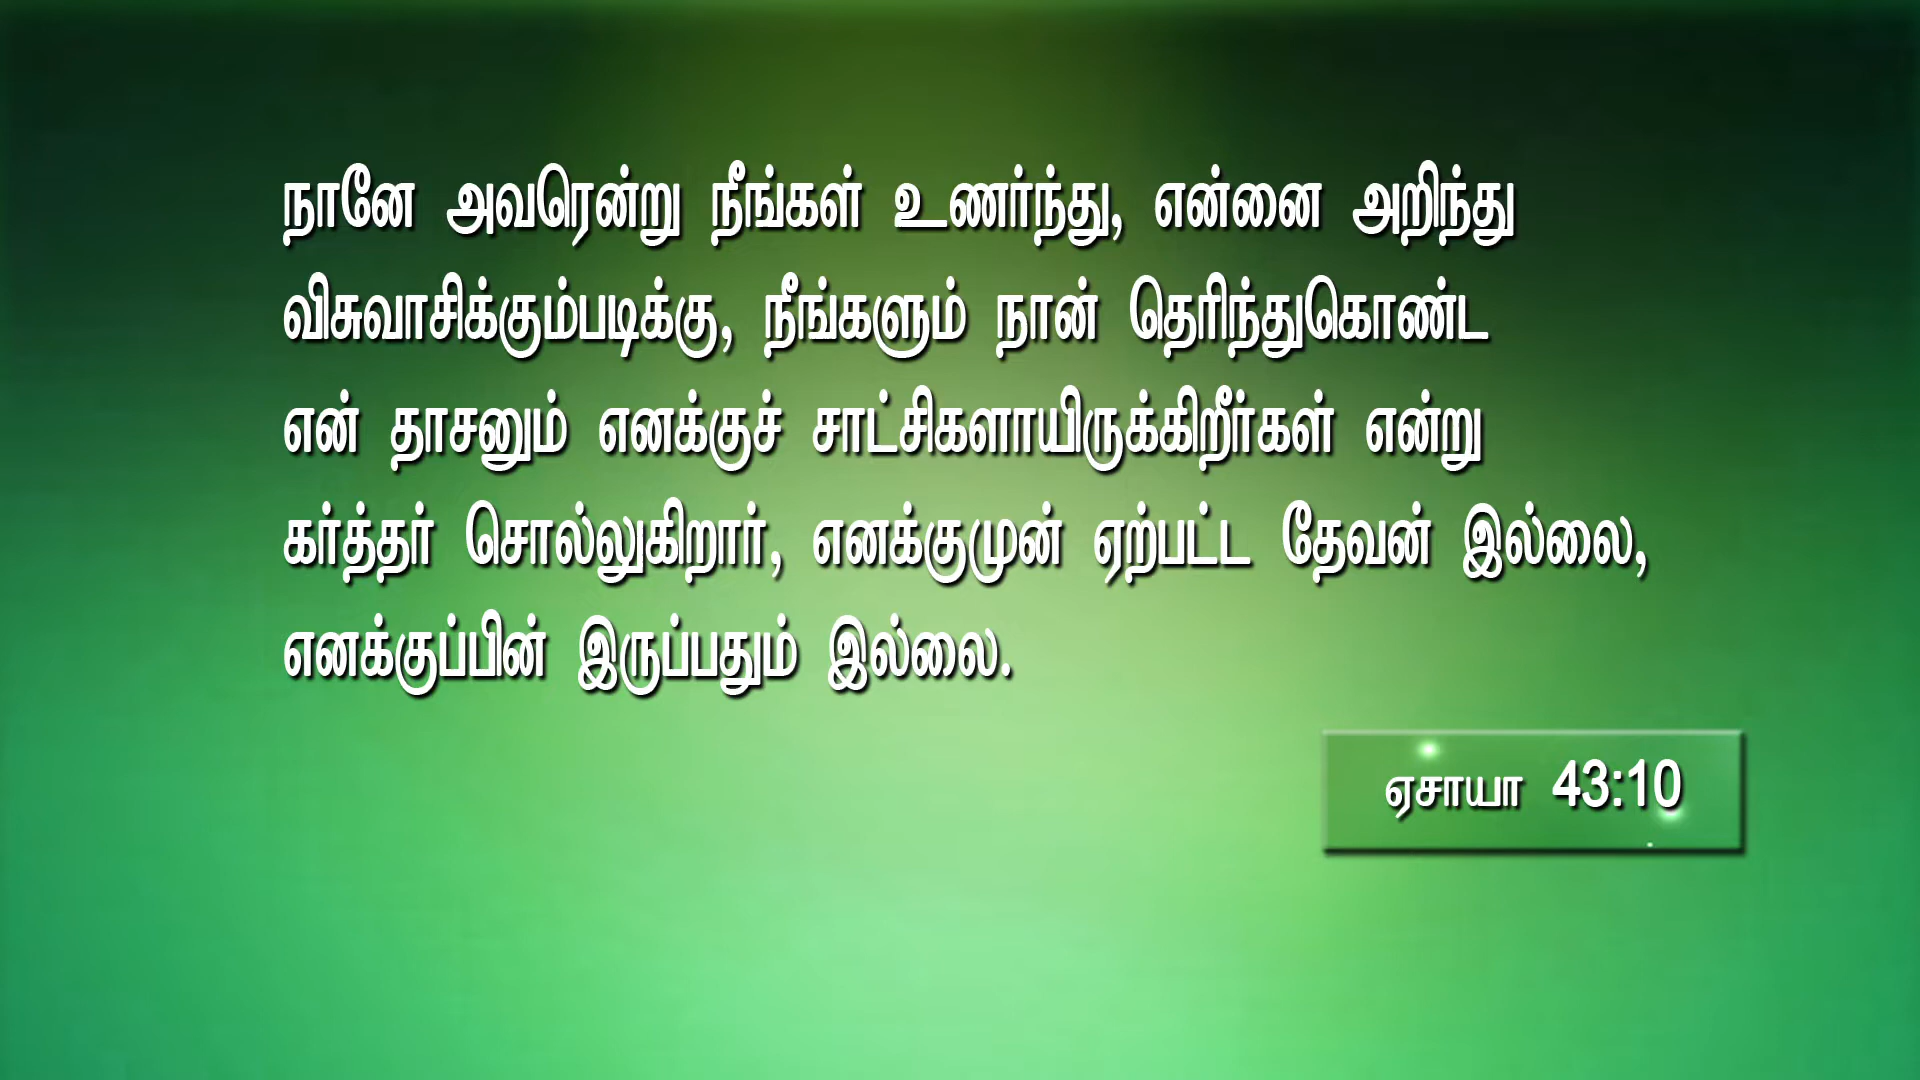 நானே அவரென்று நீங்கள் உணர்ந்து, என்னை அறிந்து
விசுவாசிக்கும்படிக்கு, நீங்களும் நான் தெரிந்துகொண்ட
என் தாசனும் எனக்குச் சாட்சிகளாயிருக்கிறீர்கள் என்று
கர்த்தர் சொல்லுகிறார், எனக்குமுன் ஏற்பட்ட தேவன் இல்லை,
எனக்குப்பின் இருப்பதும் இல்லை.
ஏசாயா 43:10